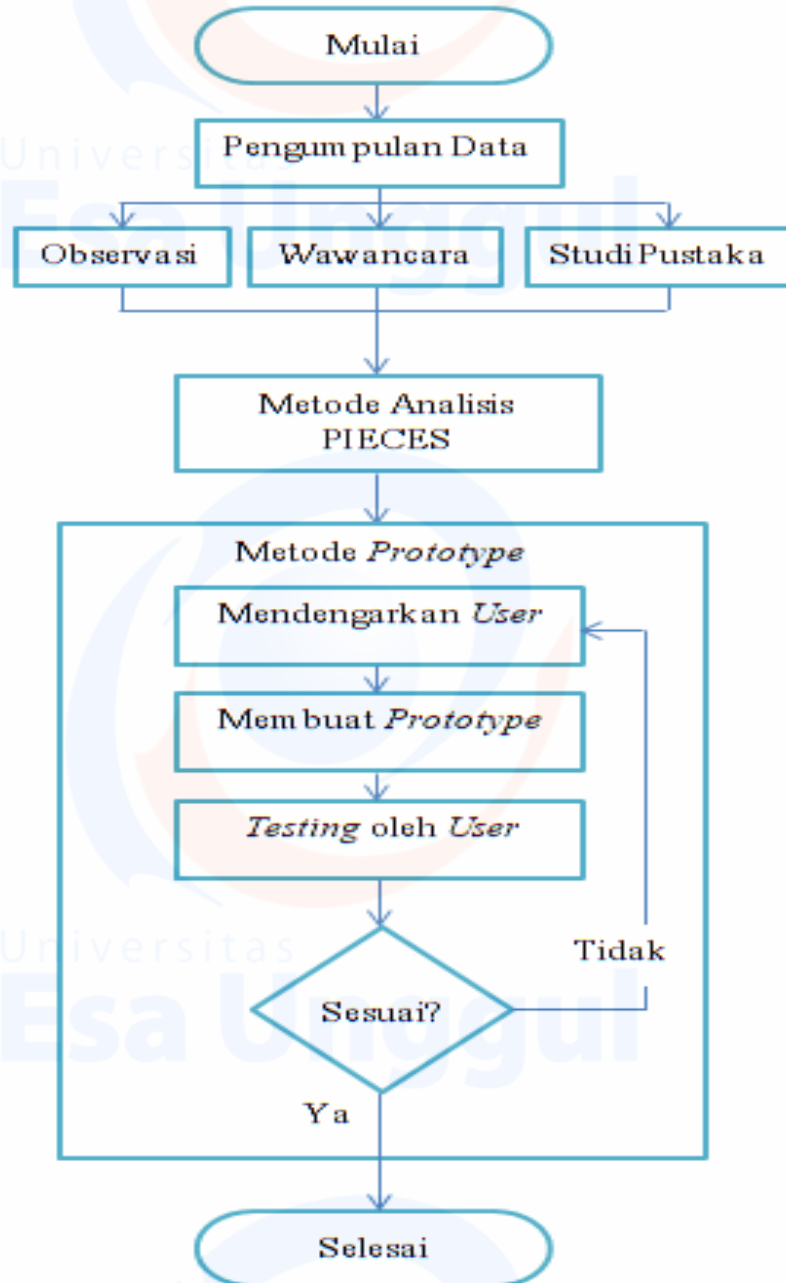 Mulai
Pengumpulan Data
Universitas
Esa Unggul
Observasi
Wawancara
Studi Pustaka
Metode Analisis
PIECES
Metode Prototype
Mendengarkan User
Membuat Prototype
Testing oleh User
Universitas
Esa Unggul
Tidak
Sesuai?
Ya
Selesai